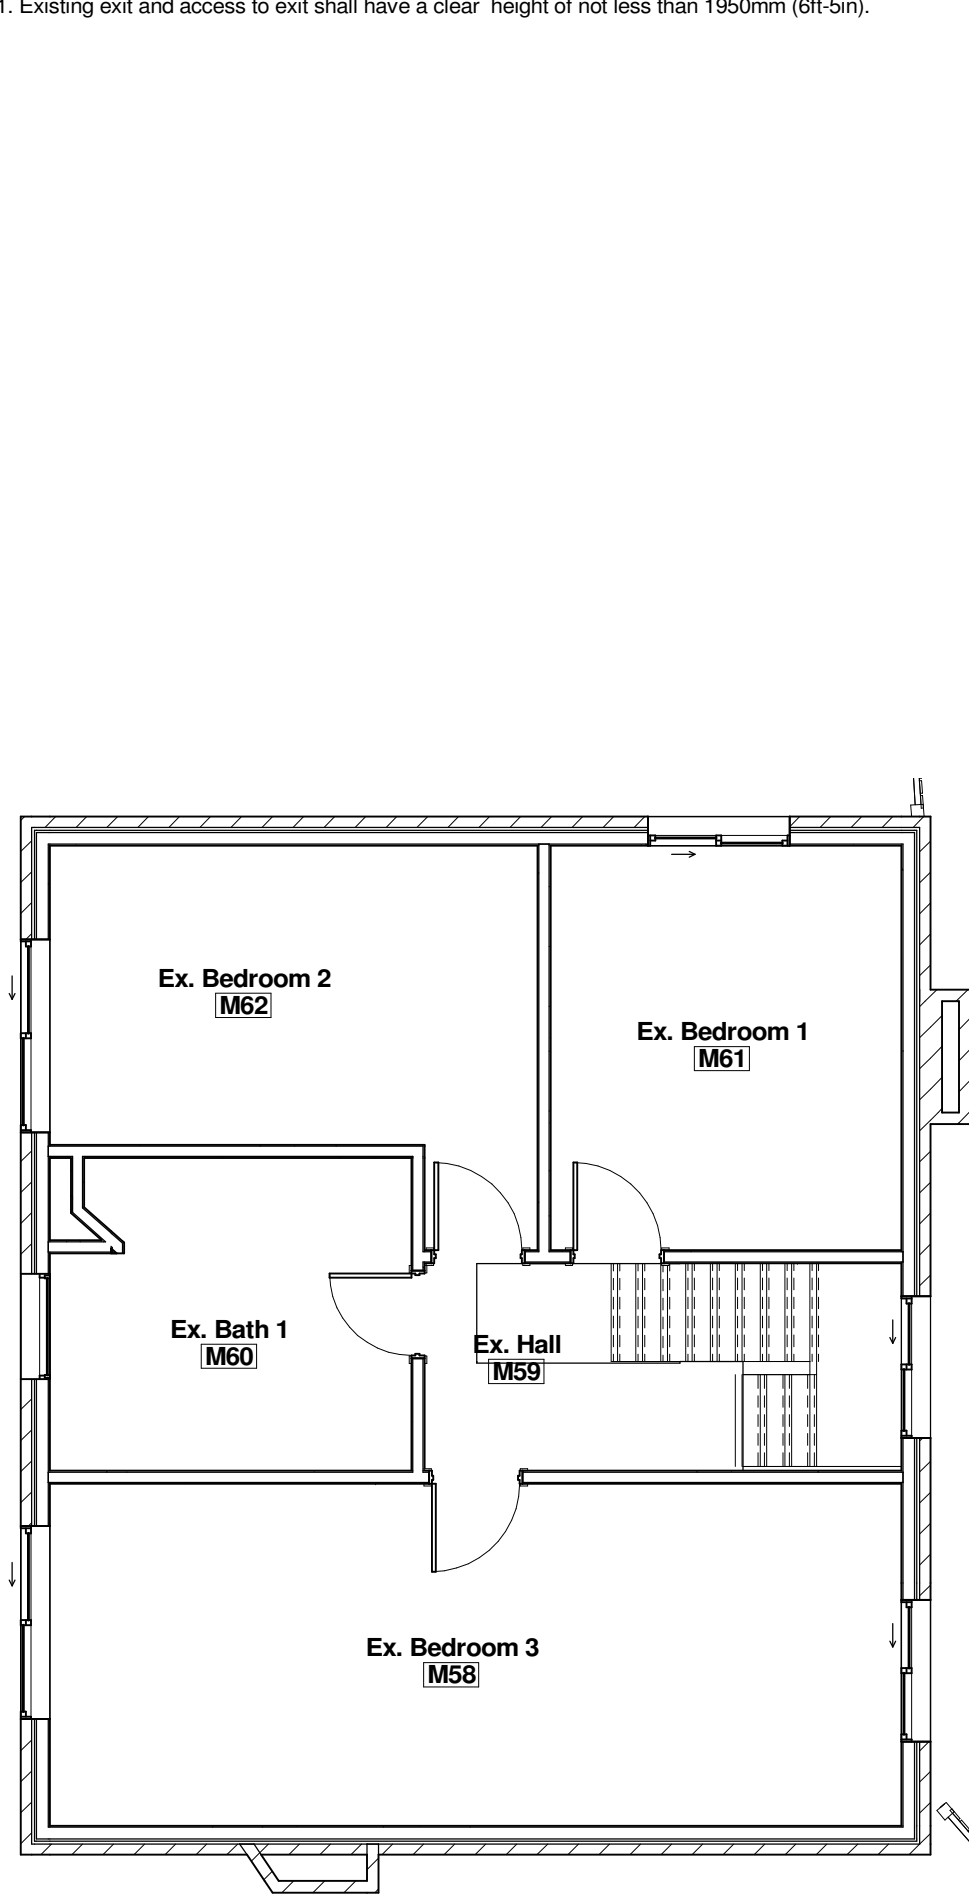 1. Existing exit and access to exit shall have a clear height of not less than 1950mm (6ft-5in).
Ex. Bedroom 2
M62
Ex. Bedroom 1
M61
Ex. Bath 1
M60
Ex. Hall
M59
Ex. Bedroom 3
M58